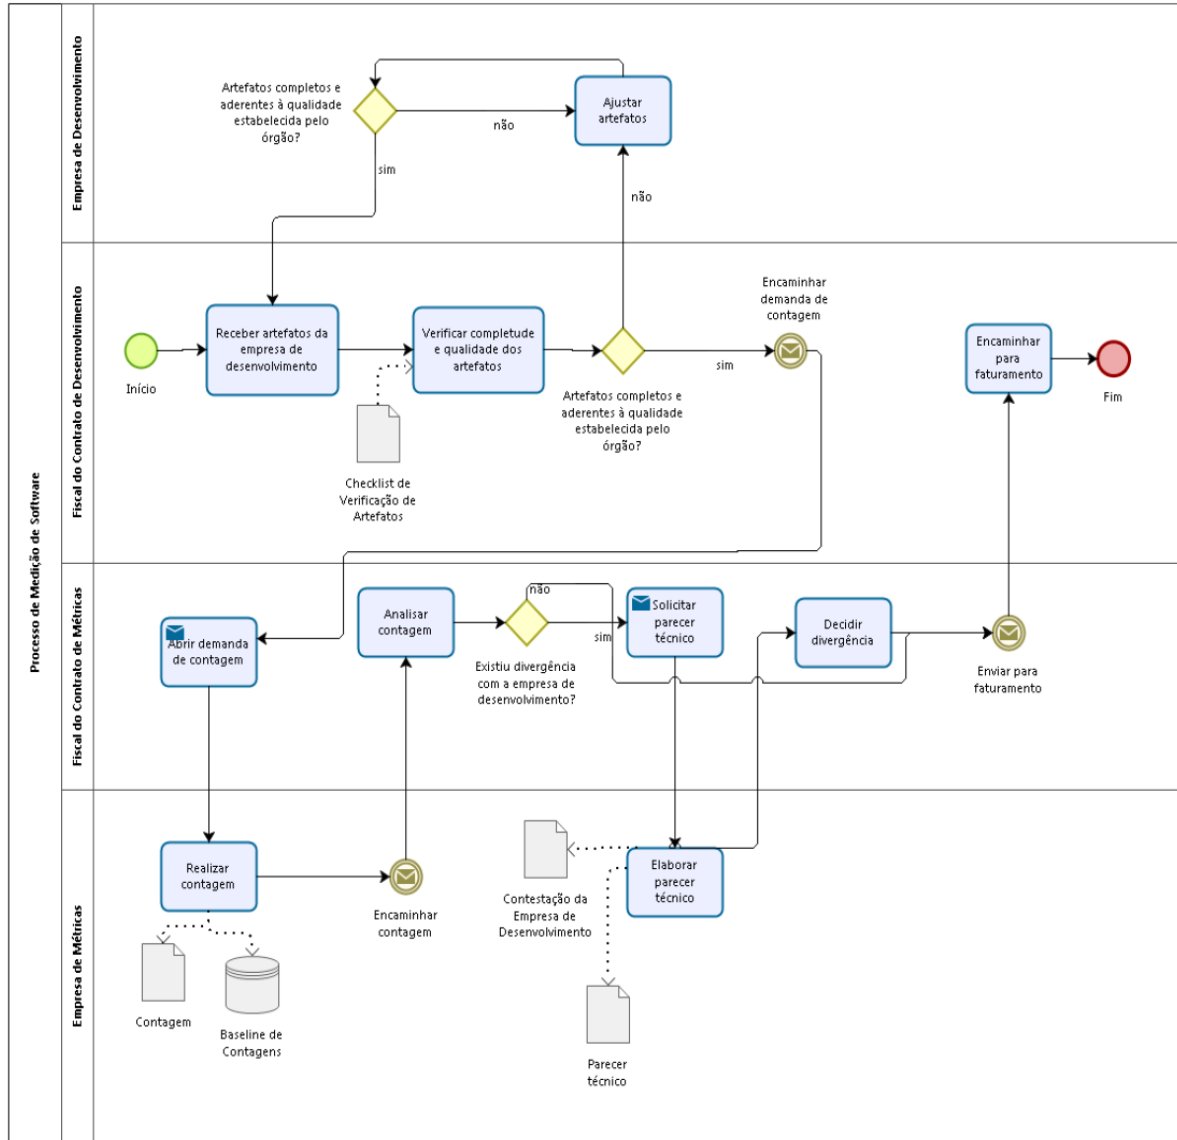 Processo de Medição de Software
Empresa de Desenvolvimento
Artefatos completos e
aderentes à qualidade
estabelecida pelo
órgão?
não
sim
Ajustar
artefatos
não
Fiscal do Contrato de Desenvolvimento
Início
Receber artefatos da
empresa de
desenvolvimento
Verificar completude
e qualidade dos
artefatos
Checklist de
Verificação de
Artefatos
Artefatos completos e
aderentes à qualidade
estabelecida pelo
órgão?
sim
Encaminhar
demanda de
contagem
Encaminhar
para
faturamento
Fim
Fiscal do Contrato de Métricas
Abrir demanda
de contagem
Analisar
contagem
não
Existiu divergência
com a empresa de
desenvolvimento?
sim
Solicitar
parecer
técnico
Decidir
divergência
Enviar para
faturamento
Empresa de Métricas
Realizar
contagem
Contagem
Baseline de
Contagens
Encaminhar
contagem
Contestação da
Empresa de
Desenvolvimento
Elaborar
parecer
técnico
Parecer
técnico